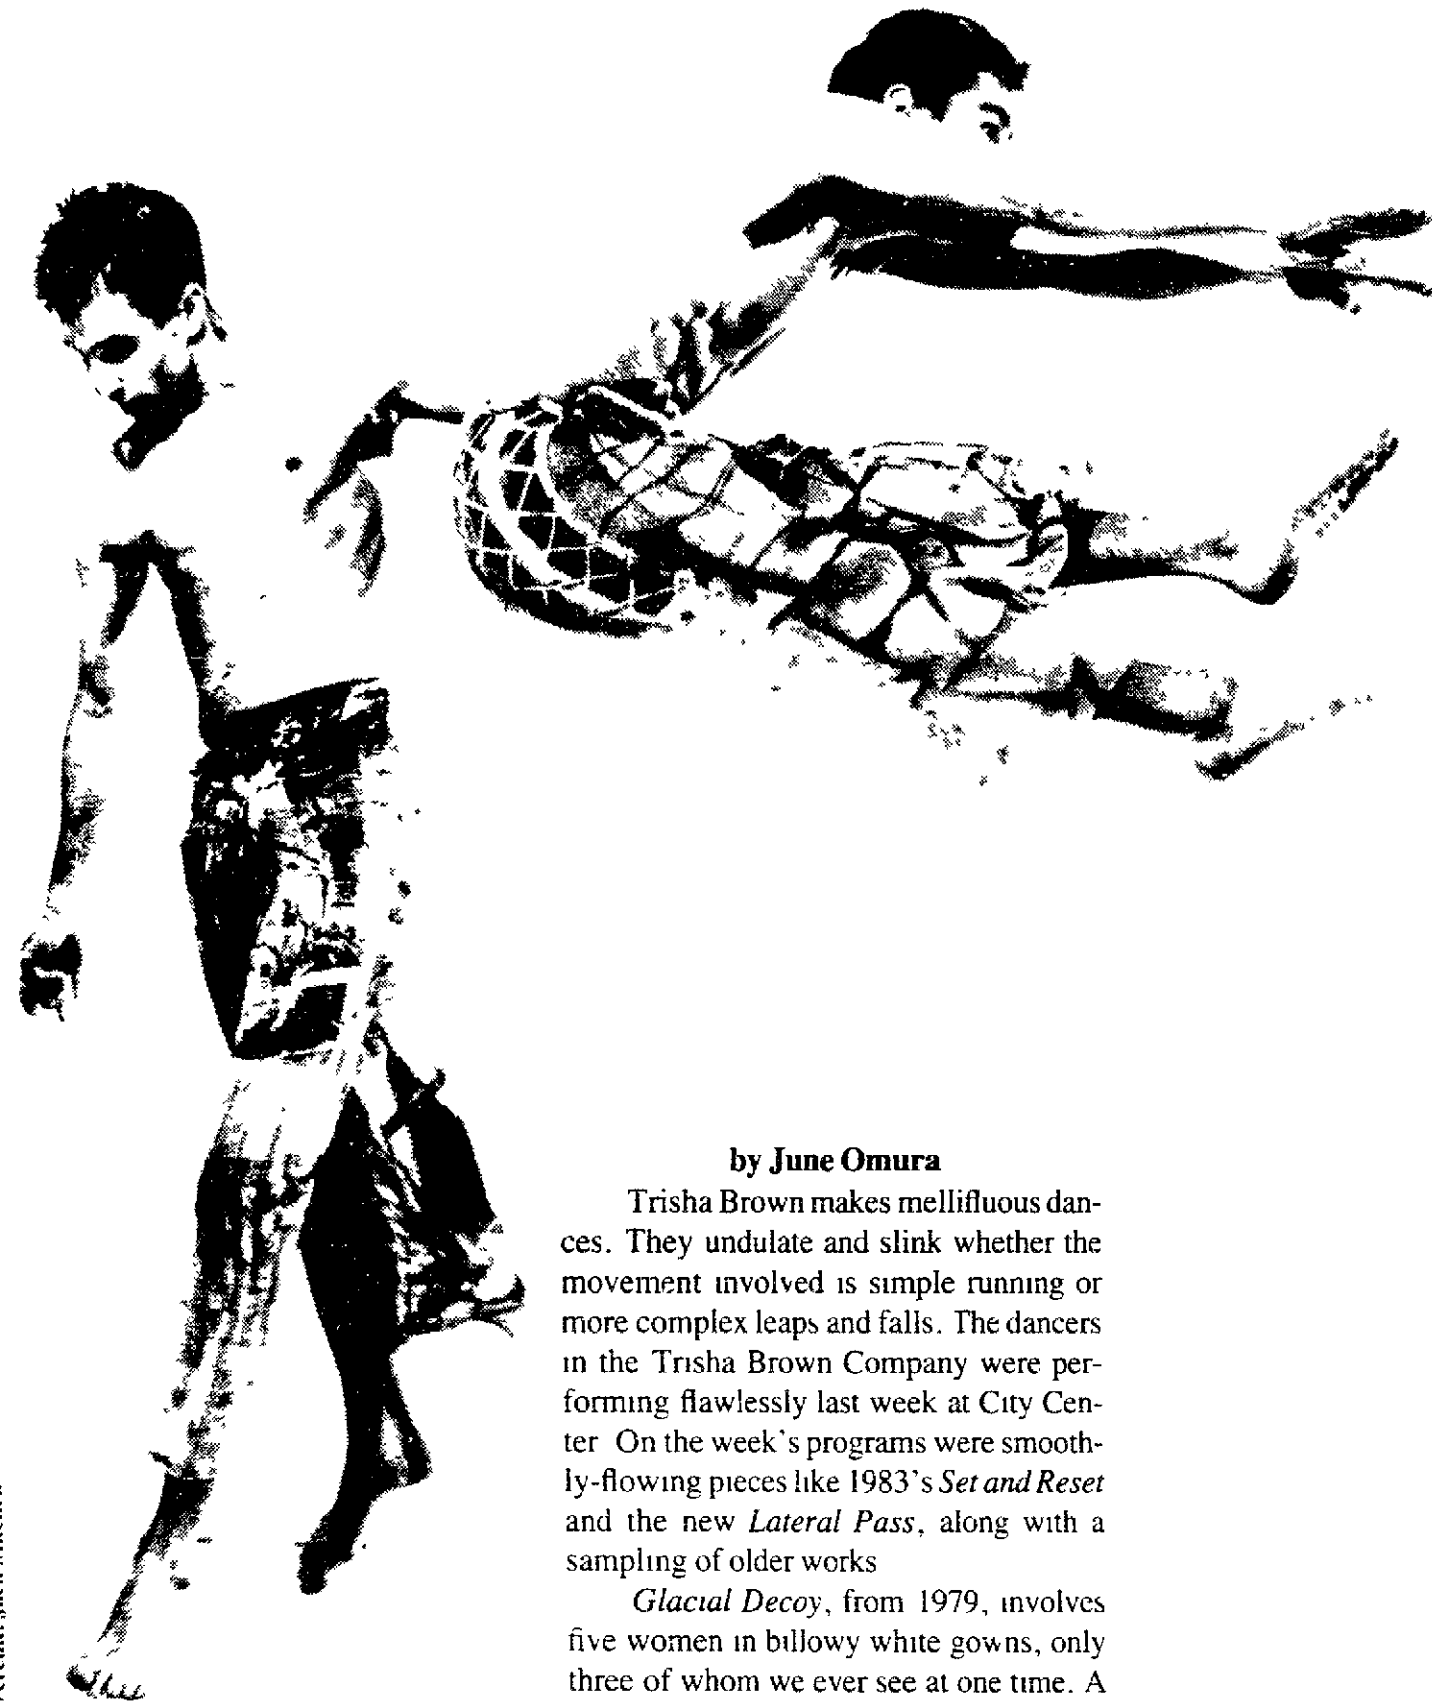 by June Omura
Trisha Brown makes mellifluous dan-
ces. They undulate and slink whether the
movement involved is simple running or
more complex leaps and falls. The dancers
in the Trisha Brown Company were per-
forming flawlessly last week at City Cen-
ter On the week's programs were smooth-
ly-flowing pieces like 1983's Set and Reset
and the new Lateral Pass, along with a
sampling of older works
Glacial Decoy, from 1979, involves
five women in billowy white gowns, only
three of whom we ever see at one time. A